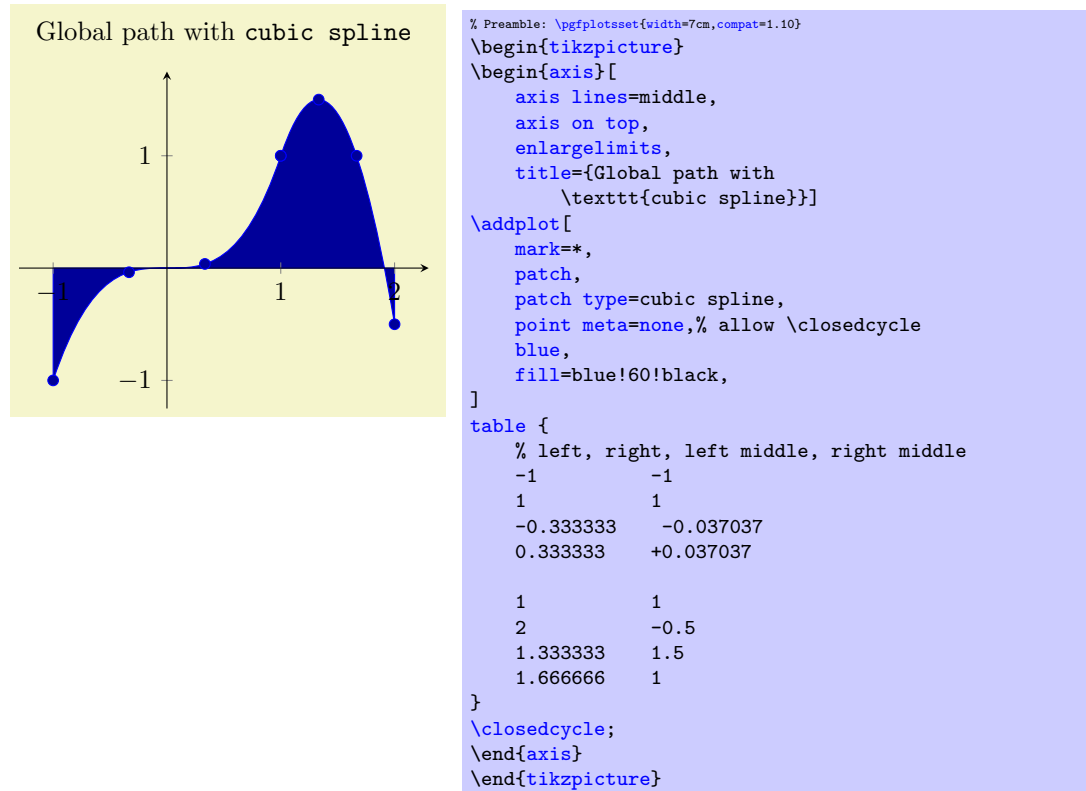 Global path with cubic spline
1
−1
1
2
−1
% Preamble: \pgfplotsset{width=7cm,compat=1.10}
\begin{tikzpicture}
\begin{axis}[
    axis lines=middle,
    axis on top,
    enlargelimits,
    title={Global path with
        \texttt{cubic spline}}]
\addplot[
    mark=*,
    patch,
    patch type=cubic spline,
    point meta=none,% allow \closedcycle
    blue,
    fill=blue!60!black,
]
table {
    % left, right, left middle, right middle
    -1          -1
    1           1
    -0.333333    -0.037037
    0.333333    +0.037037

    1           1
    2           -0.5
    1.333333    1.5
    1.666666    1
}
\closedcycle;
\end{axis}
\end{tikzpicture}